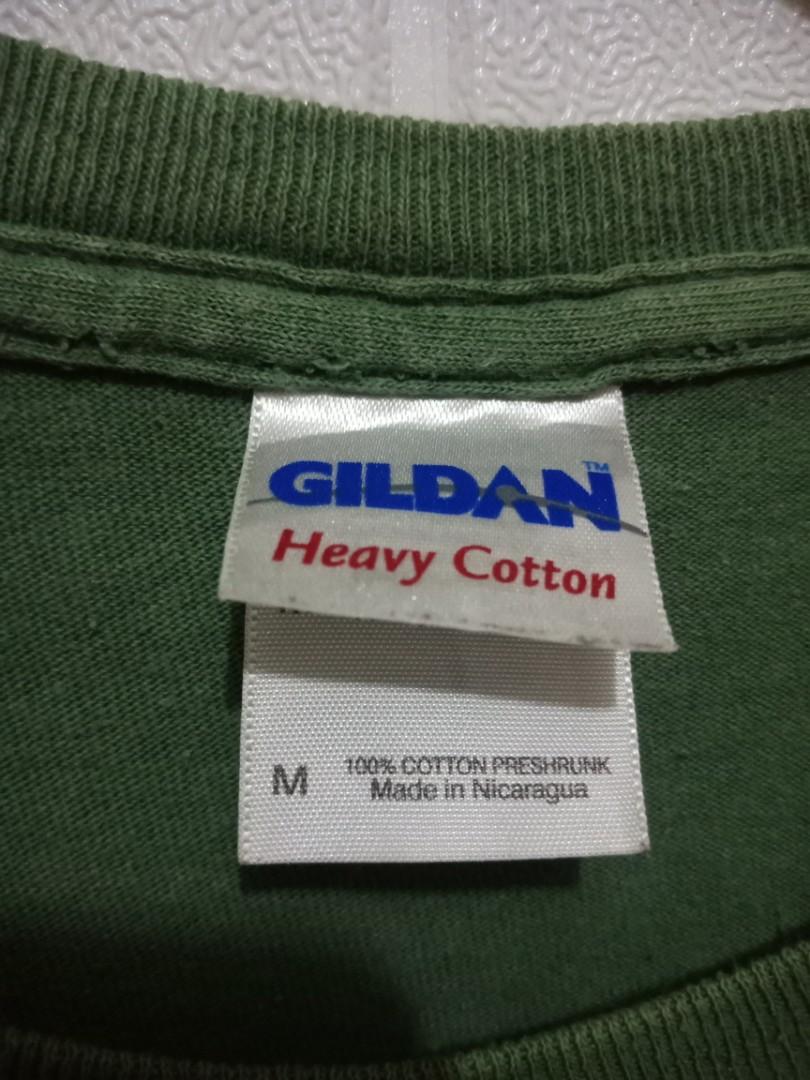 GILDAN™
Heavy Cotton
M
100% COTTON PRESHRUNK
Made in Nicaragua